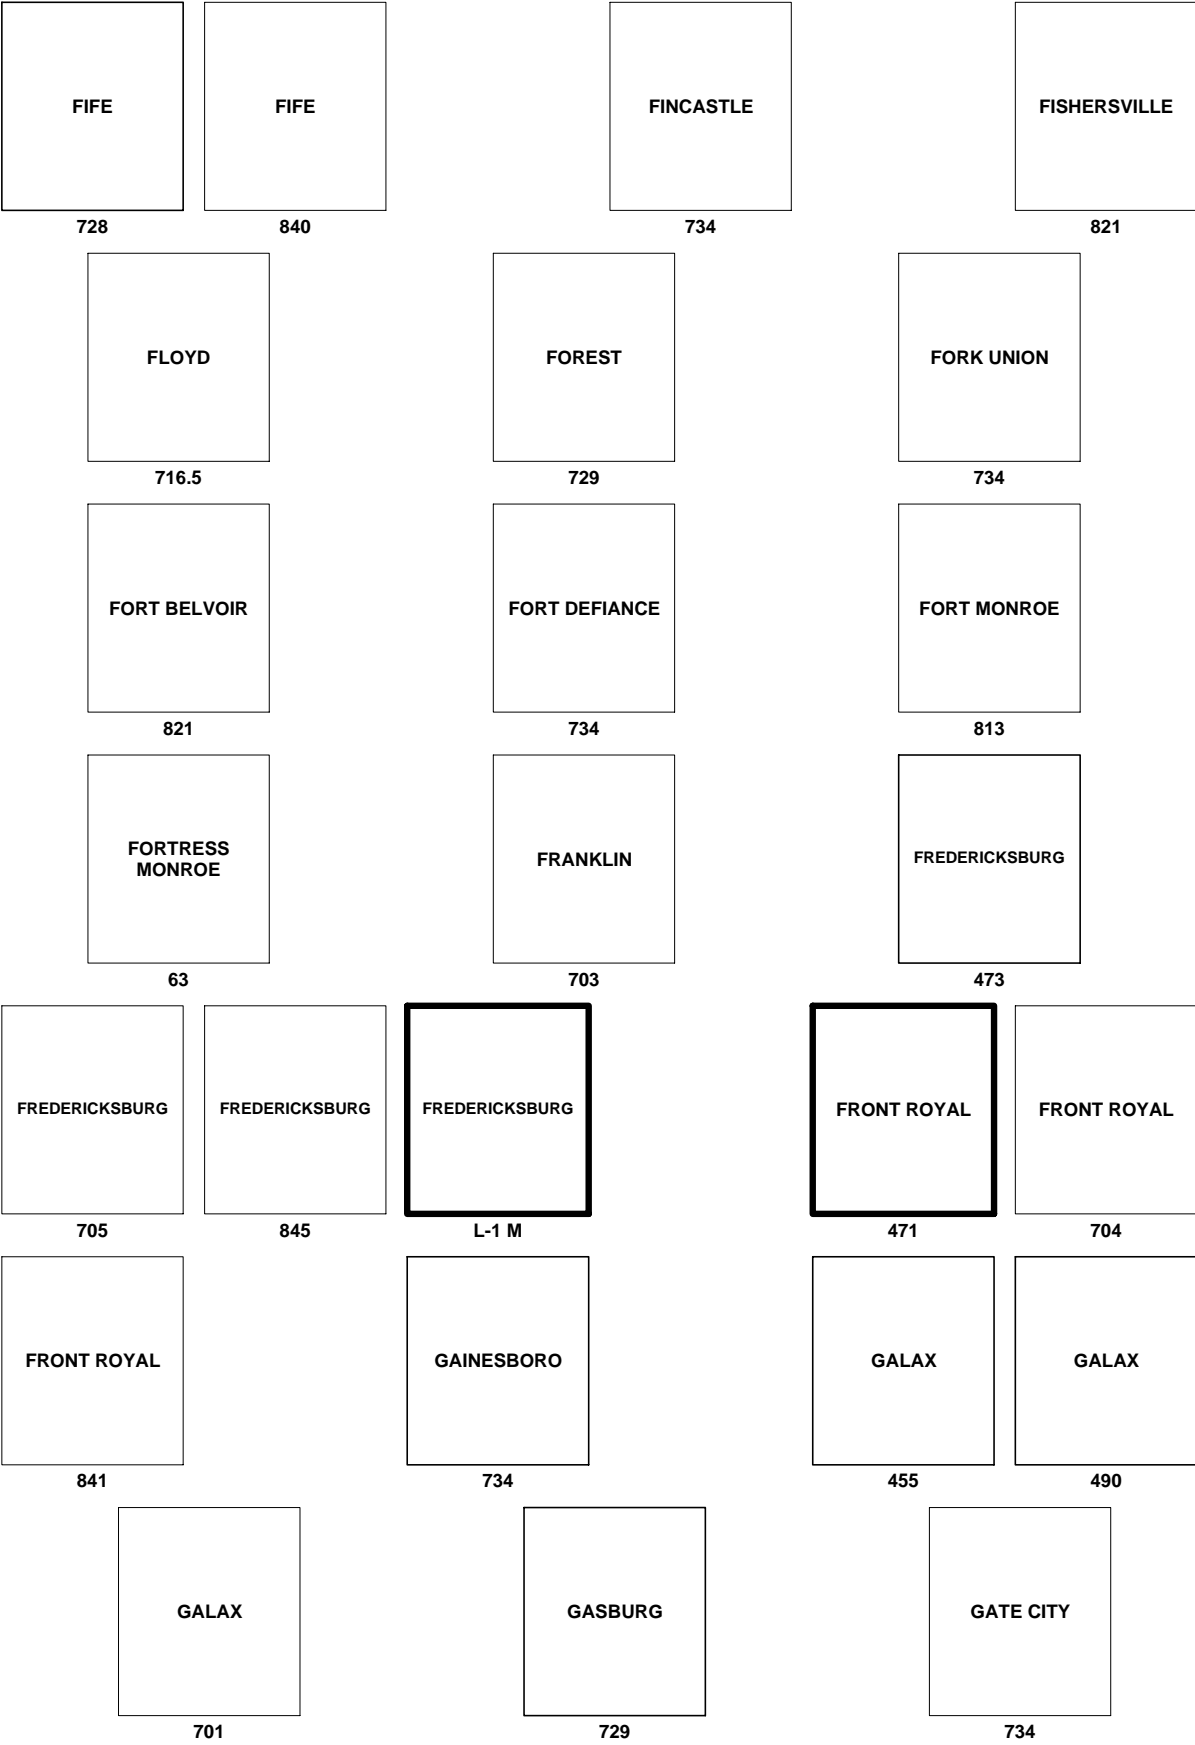 FIFE
FIFE
FINCASTLE
FISHERSVILLE
728
840
734
821
FLOYD
FOREST
FORK UNION
716.5
729
734
FORT BELVOIR
FORT DEFIANCE
FORT MONROE
821
734
813
FORTRESS
MONROE
FRANKLIN
FREDERICKSBURG
63
703
473
FREDERICKSBURG
FREDERICKSBURG
FREDERICKSBURG
FRONT ROYAL
FRONT ROYAL
705
845
L-1 M
471
704
FRONT ROYAL
GAINESBORO
GALAX
GALAX
841
734
455
490
GALAX
GASBURG
GATE CITY
701
729
734